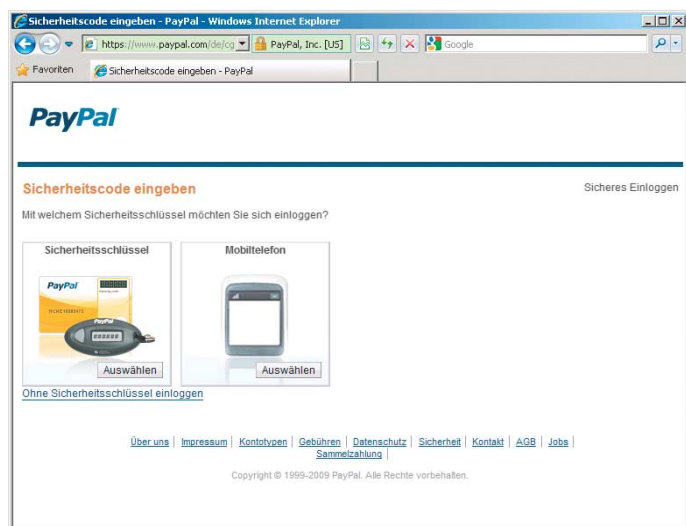 Sicherheitscode eingeben - PayPal - Windows Internet Explorer
https://www.paypal.com/de/cg PayPal, Inc. [US] Google
Favoriten Sicherheitscode eingeben - PayPal
PayPal
Sicherheitscode eingeben Sicheres Einloggen
Mit welchem Sicherheitsschlüssel möchten Sie sich einloggen?
Sicherheitsschlüssel Mobiltelefon
PayPal
PayPal
Auswählen Auswählen
Ohne Sicherheitsschlüssel einloggen
Über uns | Impressum | Kontotypen | Gebühren | Datenschutz | Sicherheit | Kontakt | AGB | Jobs |
Sammelzahlung |
Copyright © 1999-2009 PayPal. Alle Rechte vorbehalten.